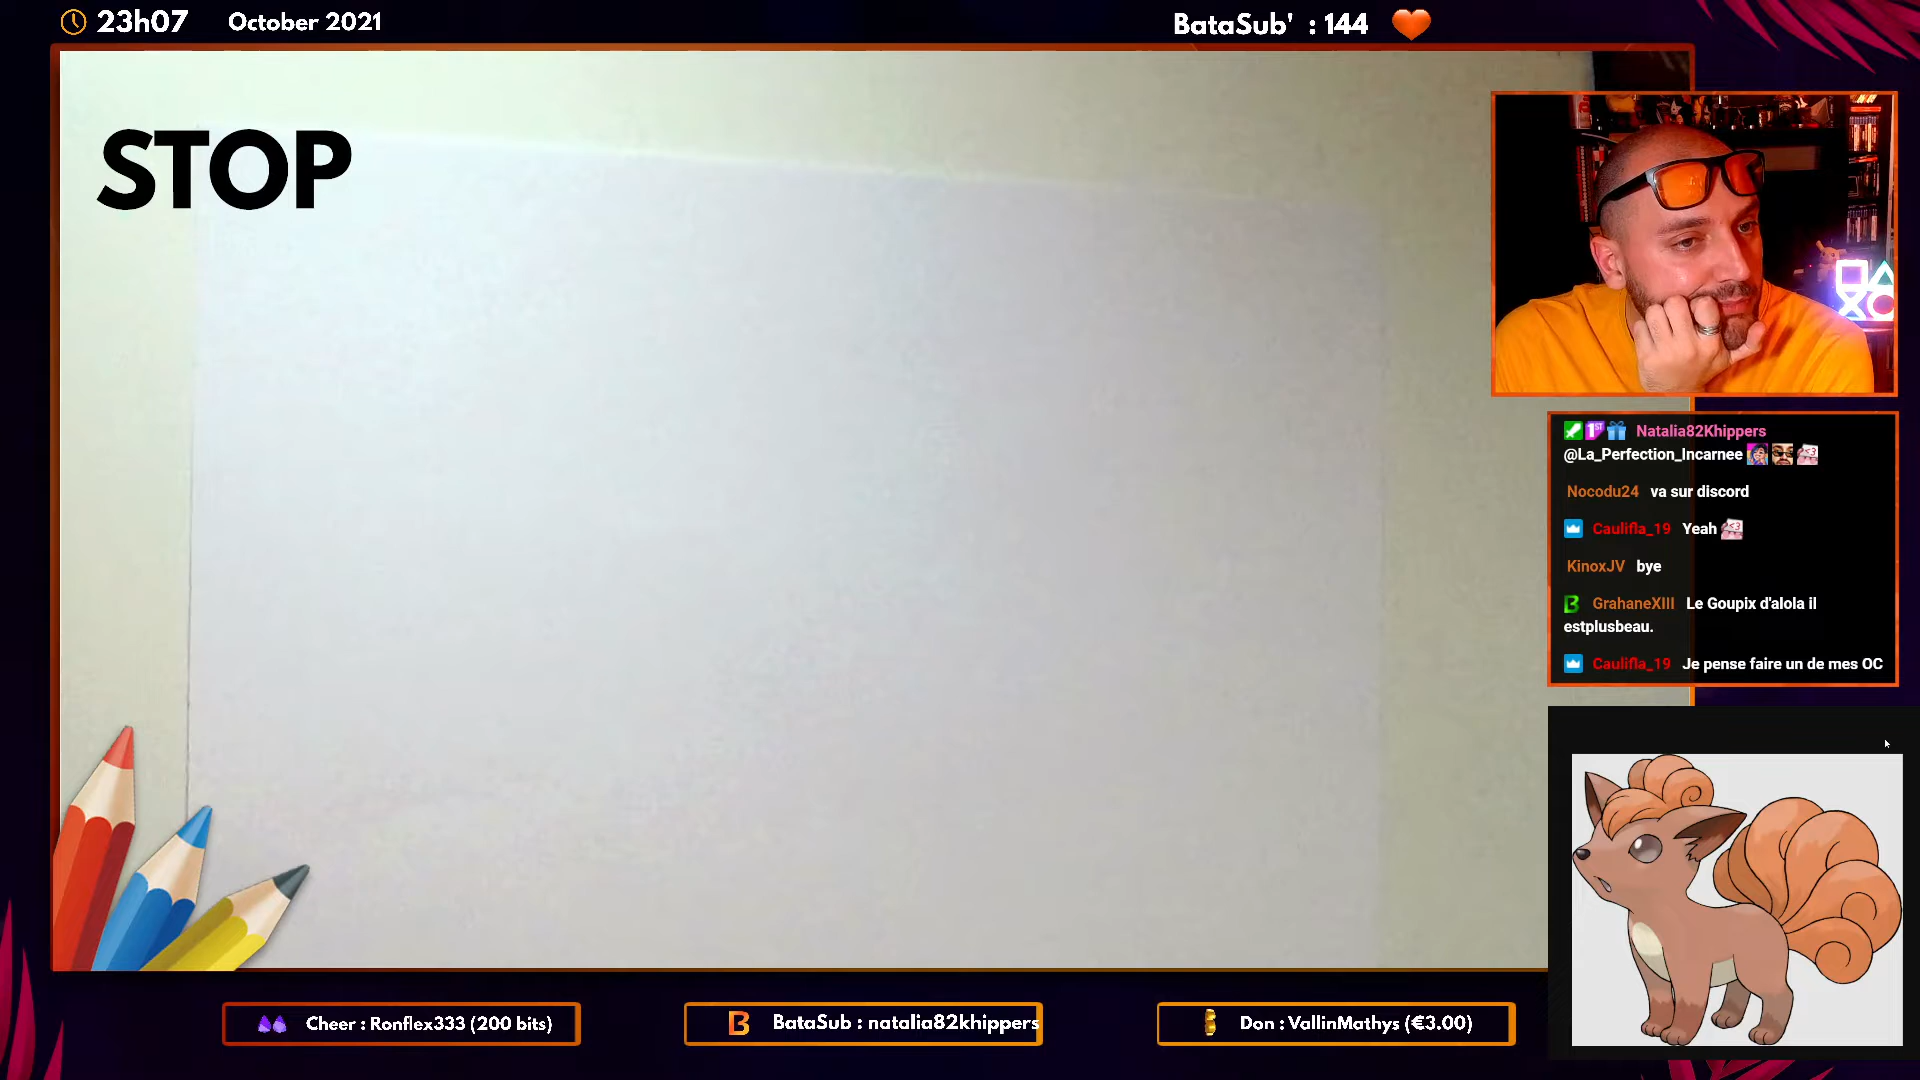 23h07 October 2021
BataSub' : 144
STOP
Natalia82Khippers
@La_Perfection_Incarnee
Nocodu24 va sur discord
Caulifla_19 Yeah
KinoxJV bye
GrahaneXIII Le Goupix d'alola il
estplusbeau.
Caulifla_19 Je pense faire un de mes OC
Cheer : Ronflex333 (200 bits)
BataSub : natalia82khippers
Don : VallinMathys (€3.00)